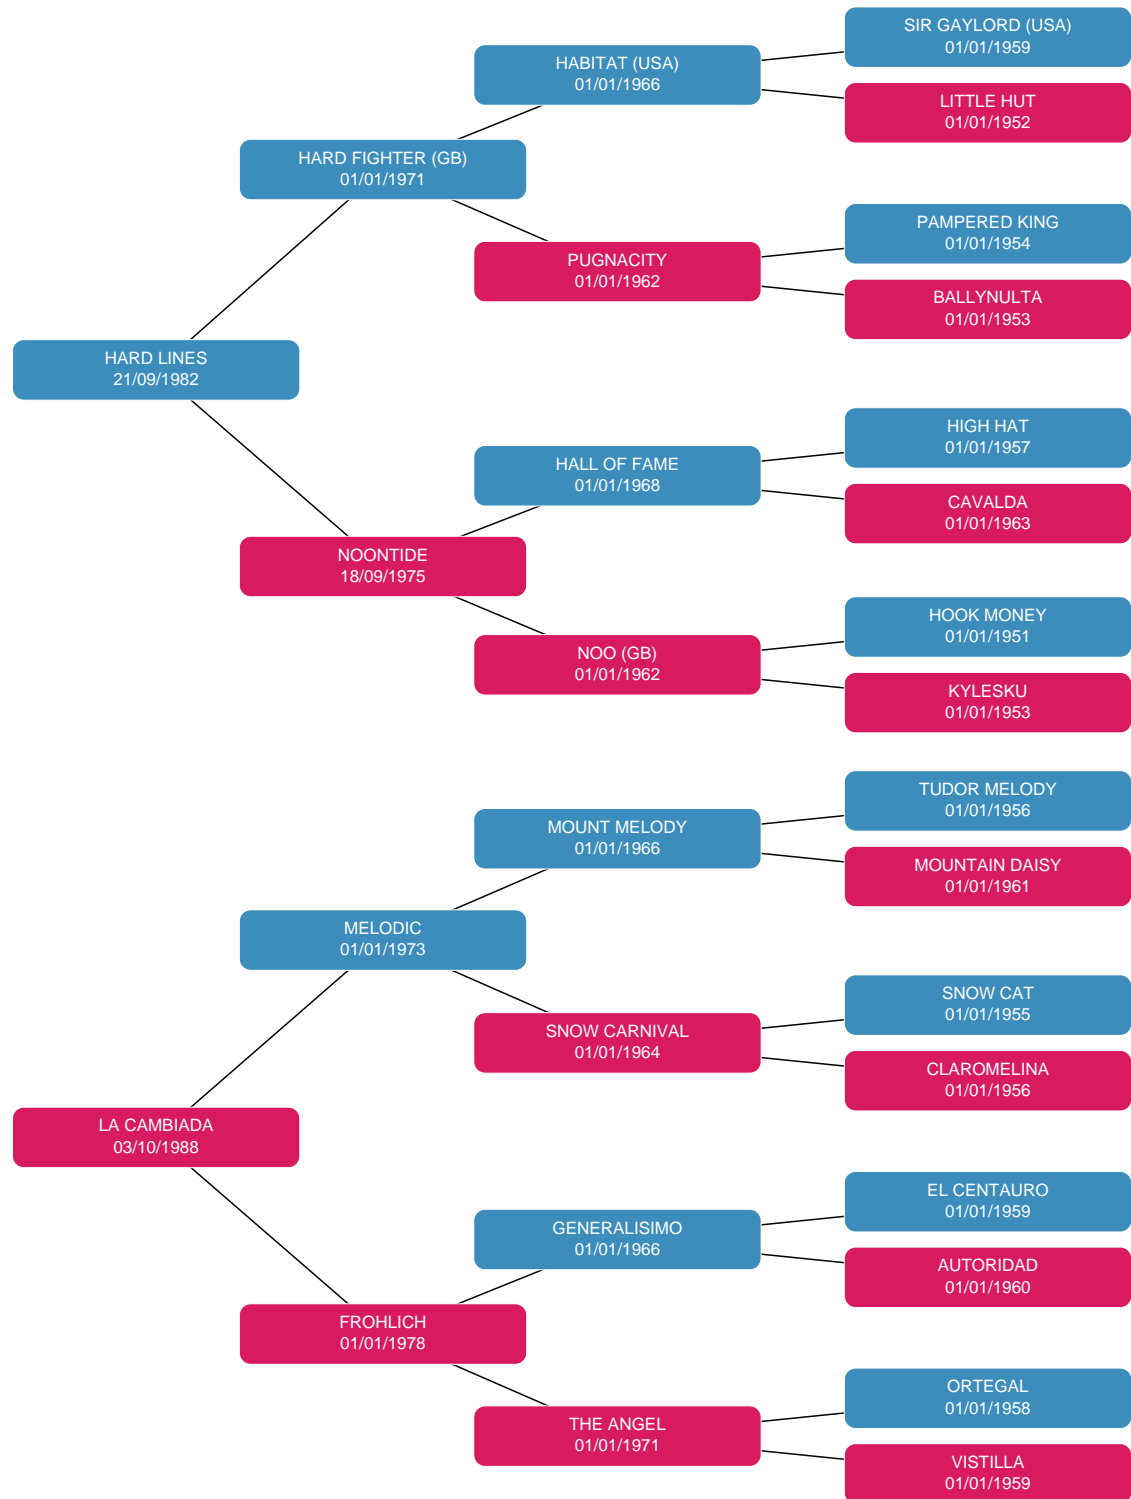 SIR GAYLORD (USA)
01/01/1959
HABITAT (USA)
01/01/1966
LITTLE HUT
01/01/1952
HARD FIGHTER (GB)
01/01/1971
PAMPERED KING
01/01/1954
PUGNACITY
01/01/1962
BALLYNULTA
01/01/1953
HARD LINES
21/09/1982
HIGH HAT
01/01/1957
HALL OF FAME
01/01/1968
CAVALDA
01/01/1963
NOONTIDE
18/09/1975
HOOK MONEY
01/01/1951
NOO (GB)
01/01/1962
KYLESKU
01/01/1953
TUDOR MELODY
01/01/1956
MOUNT MELODY
01/01/1966
MOUNTAIN DAISY
01/01/1961
MELODIC
01/01/1973
SNOW CAT
01/01/1955
SNOW CARNIVAL
01/01/1964
CLAROMELINA
01/01/1956
LA CAMBIADA
03/10/1988
EL CENTAURO
01/01/1959
GENERALISIMO
01/01/1966
AUTORIDAD
01/01/1960
FROHLICH
01/01/1978
ORTEGAL
01/01/1958
THE ANGEL
01/01/1971
VISTILLA
01/01/1959